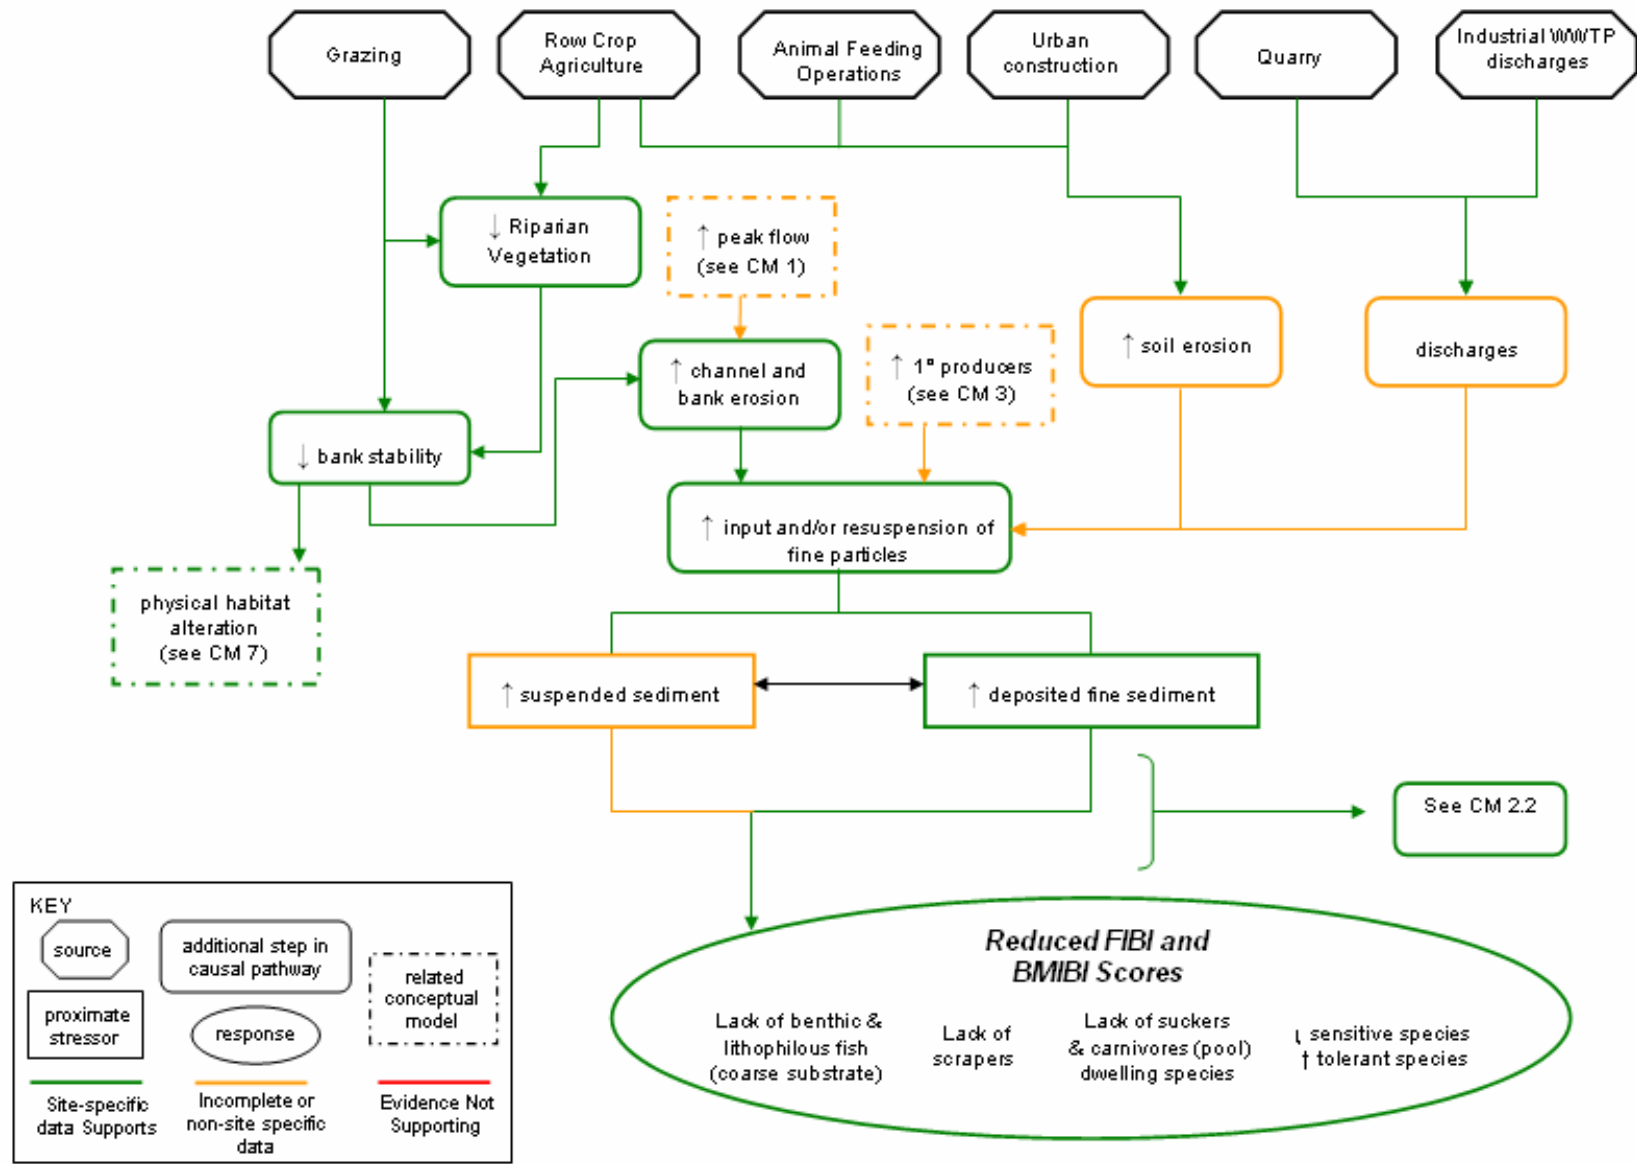 Grazing
Row Crop
Agriculture
Animal Feeding
Operations
Urban
construction
Quarry
Industrial WWTP
discharges
↓ Riparian
Vegetation
↑ peak flow
(see CM 1)
↑ soil erosion
discharges
↑ channel and
bank erosion
↑ 1° producers
(see CM 3)
↓ bank stability
↑ input and/or resuspension of
fine particles
physical habitat
alteration
(see CM 7)
↑ suspended sediment
↑ deposited fine sediment
See CM 2.2
Reduced FIBI and
BMIBI Scores
Lack of benthic &
lithophilous fish
(coarse substrate)
Lack of
scrapers
Lack of suckers
& carnivores (pool)
dwelling species
↓ sensitive species
↑ tolerant species
KEY
source
additional step in
causal pathway
related
conceptual
model
proximate
stressor
response
Site-specific
data Supports
Incomplete or
non-site specific
data
Evidence Not
Supporting